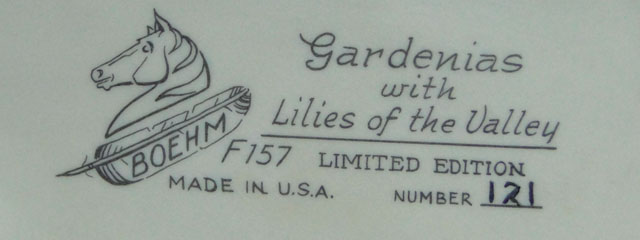 Gardenias
with
Lilies of the Valley
BOEHM
F157 LIMITED EDITION
MADE IN U.S.A. NUMBER 121